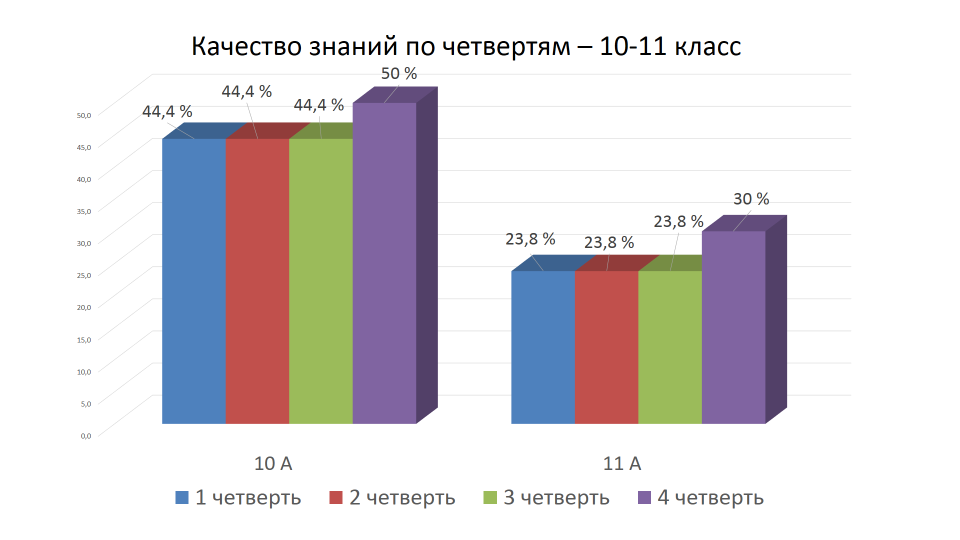 Качество знаний по четвертям – 10-11 класс
50 %
44,4 %
44,4 %
44,4 %
23,8 %
23,8 %
23,8 %
30 %
50,0
45,0
40,0
35,0
30,0
25,0
20,0
15,0
10,0
5,0
0,0
10 А
11 А
1 четверть
2 четверть
3 четверть
4 четверть